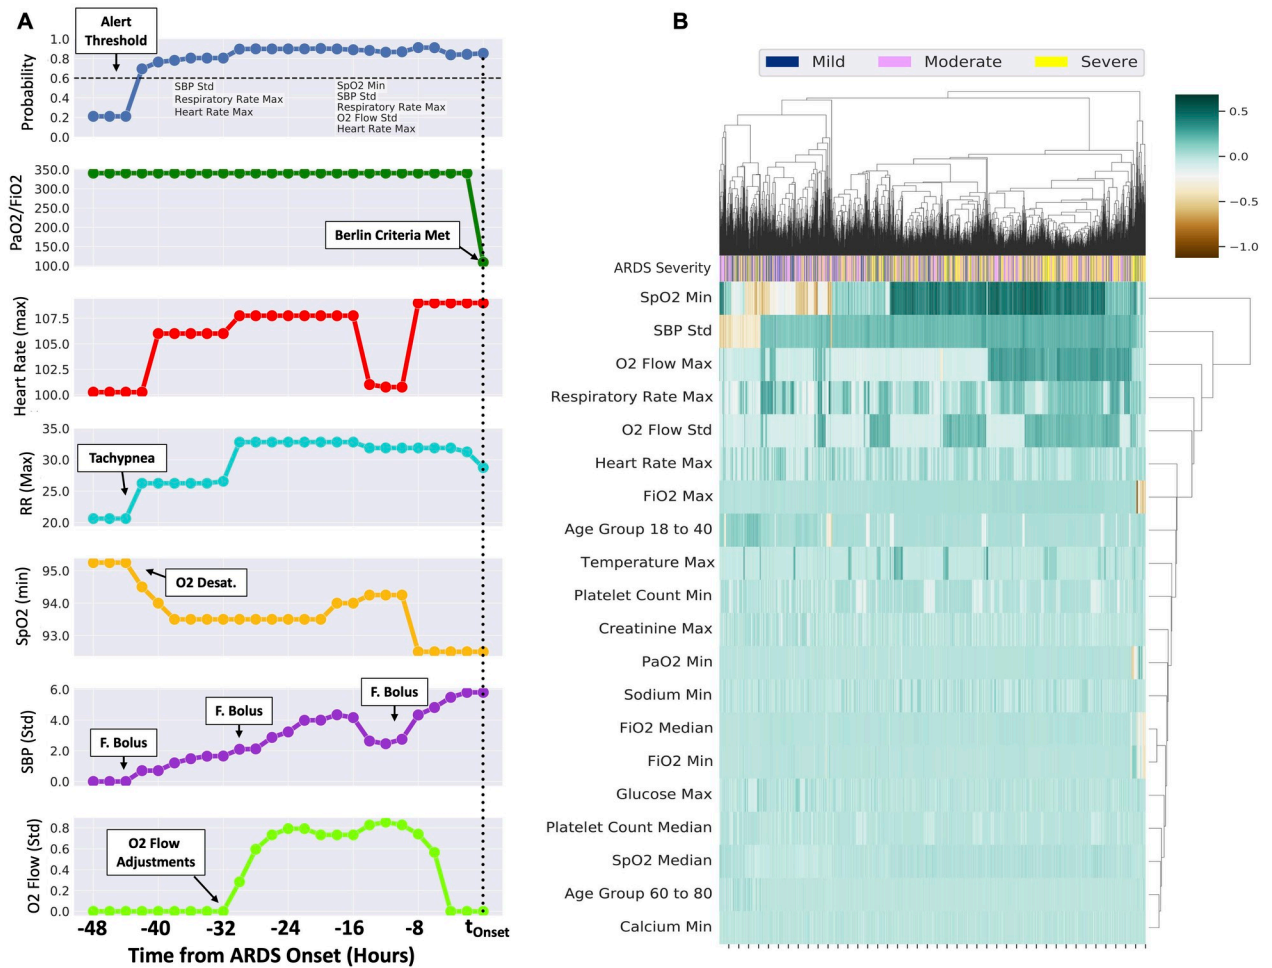 A
Alert
Threshold
Probability
1.0
0.8
0.6
0.4
0.2
0.0
SBP Std
Respiratory Rate Max
Heart Rate Max
SpO2 Min
SBP Std
Respiratory Rate Max
O2 Flow Std
Heart Rate Max
PaO2/FiO2
350.0
300.0
250.0
200.0
150.0
100.0
Berlin Criteria Met
Heart Rate (max)
107.5
105.0
102.5
100.0
RR (Max)
35.0
30.0
25.0
20.0
Tachypnea
SpO2 (min)
95.0
94.0
93.0
O2 Desat.
SBP (Std)
6.0
4.0
2.0
0.0
F. Bolus
F. Bolus
F. Bolus
O2 Flow (Std)
0.8
0.6
0.4
0.2
0.0
O2 Flow
Adjustments
-48 -40 -32 -24 -16 -8 tOnset
Time from ARDS Onset (Hours)
B
Mild Moderate Severe
0.5
0.0
−0.5
−1.0
ARDS Severity
SpO2 Min
SBP Std
O2 Flow Max
Respiratory Rate Max
O2 Flow Std
Heart Rate Max
FiO2 Max
Age Group 18 to 40
Temperature Max
Platelet Count Min
Creatinine Max
PaO2 Min
Sodium Min
FiO2 Median
FiO2 Min
Glucose Max
Platelet Count Median
SpO2 Median
Age Group 60 to 80
Calcium Min